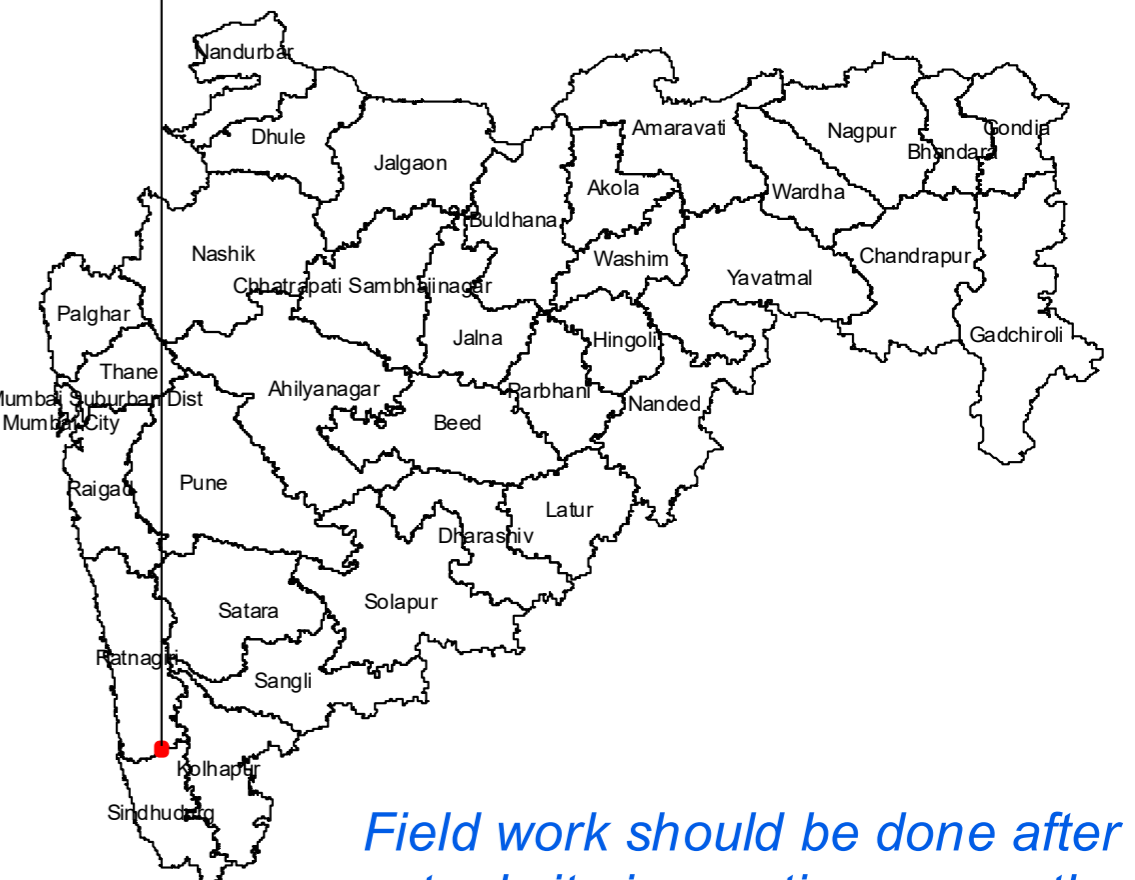 Nandurbar
Dhule
Jalgaon
Amaravati
Nagpur
Gondia
Bhandara
Akola
Wardha
Buldhana
Nashik
Washim
Chandrapur
Yavatmal
Chhatrapati Sambhajinagar
Palghar
Jalna
Hingoli
Gadchiroli
Thane
Ahilyanagar
Parbhani
Mumbai Suburban Dist
Nanded
Mumbai City
Beed
Raigad
Pune
Latur
Dharashiv
Solapur
Satara
Ratnagiri
Sangli
Kolhapur
Sindhudurg
Field work should be done after